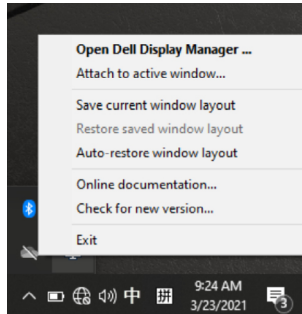 Open Dell Display Manager ...
Attach to active window...
Save current window layout
Restore saved window layout
Auto-restore window layout
Online documentation...
Check for new version...
Exit
中 拼 9:24 AM
3/23/2021 3